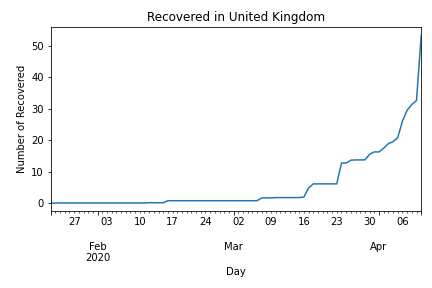 Recovered in United Kingdom
Number of Recovered
50
40
30
20
10
0
27 03 10 17 24 02 09 16 23 30 06
Feb Mar Apr
2020
Day